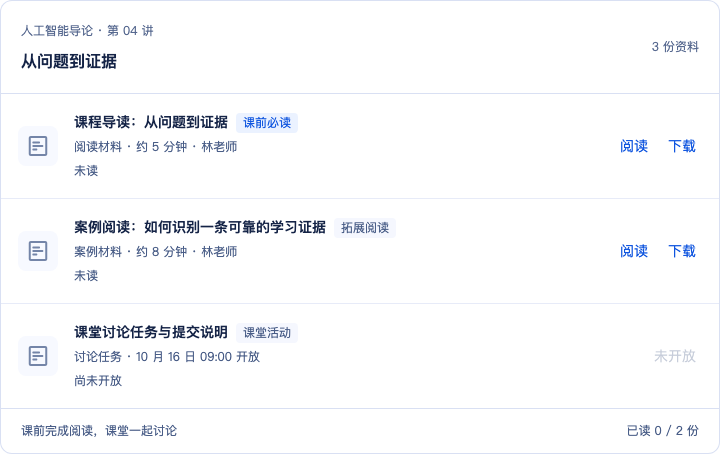 人工智能导论 · 第 04 讲
从问题到证据
3 份资料
课程导读：从问题到证据 课前必读
阅读材料 · 约 5 分钟 · 林老师
未读
阅读 下载
案例阅读：如何识别一条可靠的学习证据 拓展阅读
案例材料 · 约 8 分钟 · 林老师
未读
阅读 下载
课堂讨论任务与提交说明 课堂活动
讨论任务 · 10 月 16 日 09:00 开放
尚未开放
未开放
课前完成阅读，课堂一起讨论
已读 0 / 2 份